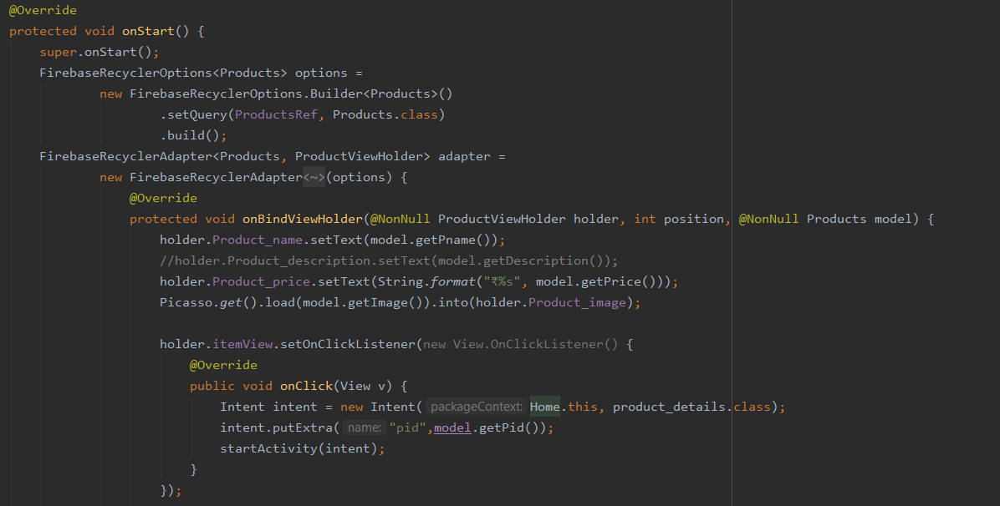 @Override
protected void onStart() {
super.onStart();
FirebaseRecyclerOptions<Products> options =
new FirebaseRecyclerOptions.Builder<Products>()
.setQuery(ProductsRef, Products.class)
.build();
FirebaseRecyclerAdapter<Products, ProductViewHolder> adapter =
new FirebaseRecyclerAdapter<~>(options) {
@Override
protected void onBindViewHolder(@NonNull ProductViewHolder holder, int position, @NonNull Products model) {
holder.Product_name.setText(model.getPname());
//holder.Product_description.setText(model.getDescription());
holder.Product_price.setText(String.format("₹%s", model.getPrice()));
Picasso.get().load(model.getImage()).into(holder.Product_image);
holder.itemView.setOnClickListener(new View.OnClickListener() {
@Override
public void onClick(View v) {
Intent intent = new Intent( packageContext: Home.this, product_details.class);
intent.putExtra( name: "pid",model.getPid());
startActivity(intent);
}
});